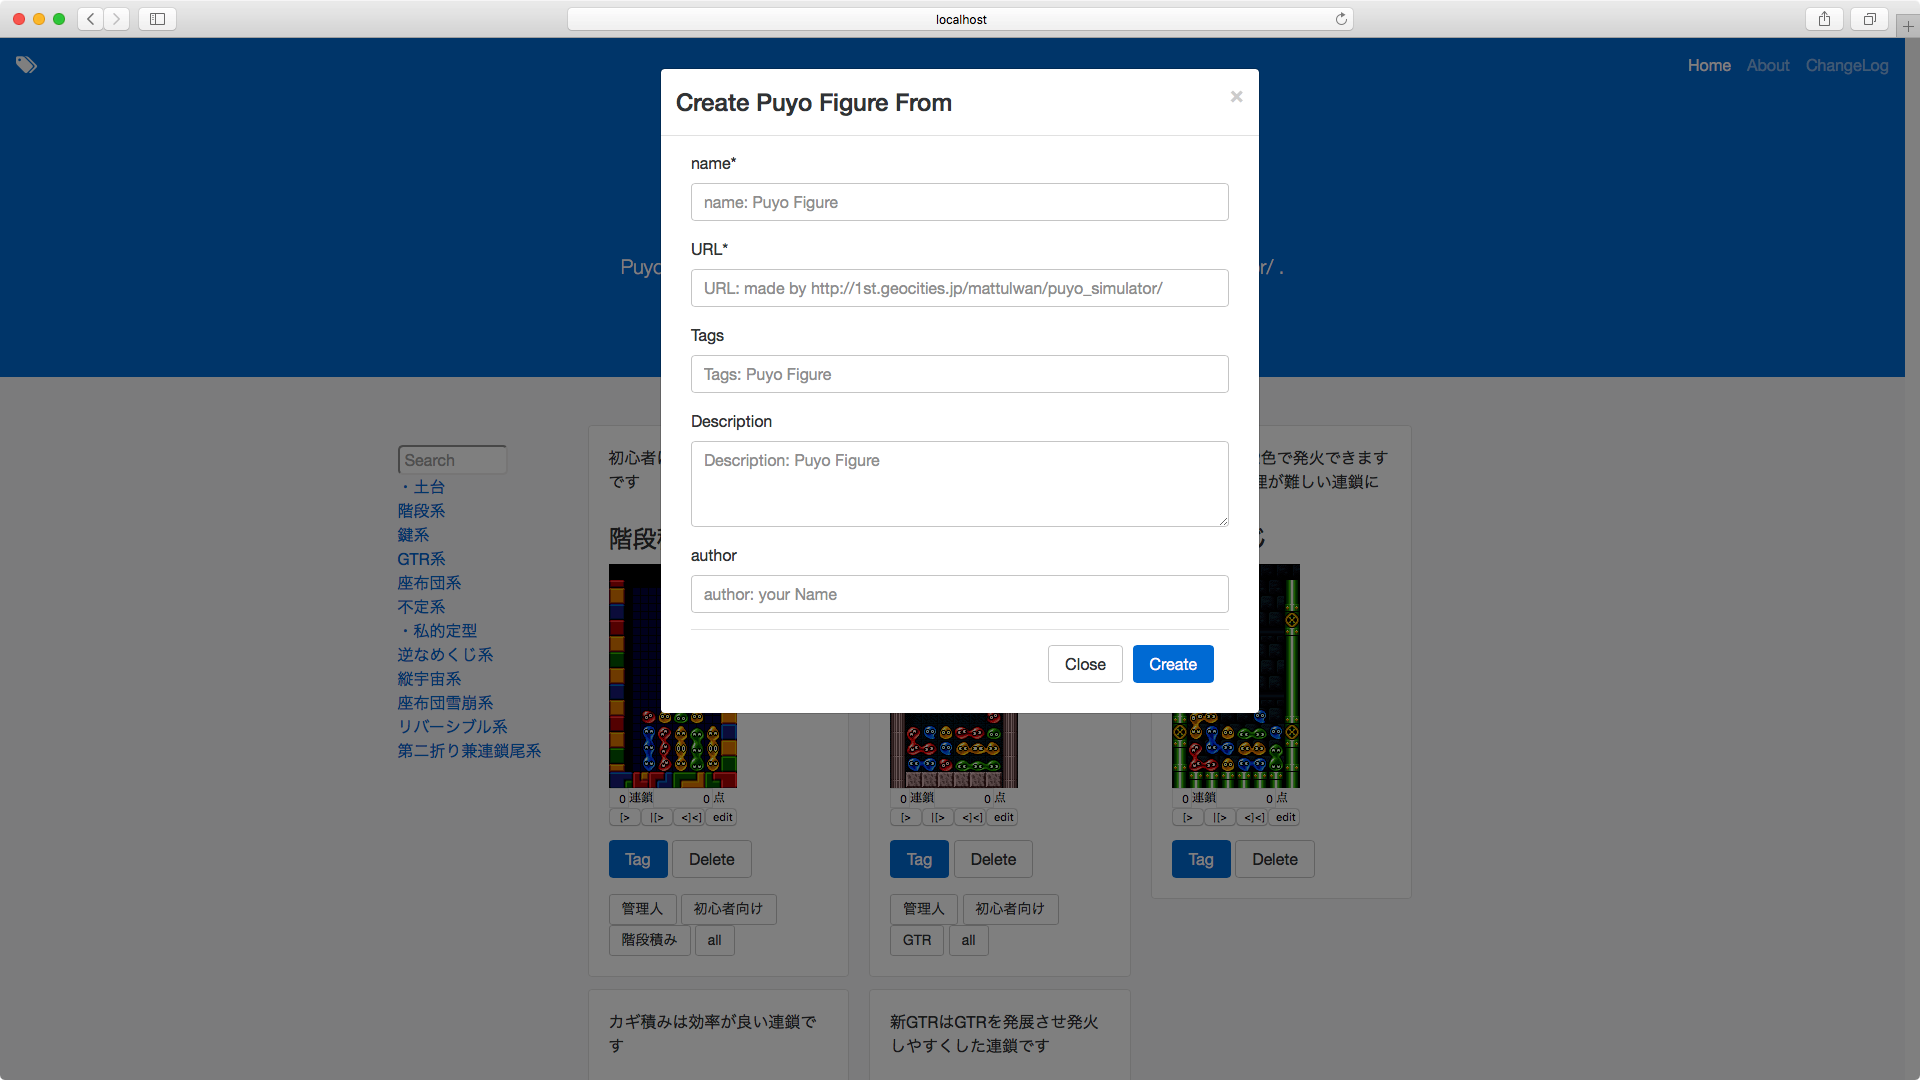 localhost
Home About ChangeLog
Create Puyo Figure From
×
name*
name: Puyo Figure
URL*
URL: made by http://1st.geocities.jp/mattulwan/puyo_simulator/
Tags
Tags: Puyo Figure
Description
Description: Puyo Figure
author
author: your Name
Close Create
Puyo
r/ .
Search
・土台
階段系
鍵系
GTR系
座布団系
不定系
・私的定型
逆なめくじ系
縦宇宙系
座布団雪崩系
リバーシブル系
第二折り兼連鎖尾系
初心者
です
階段
0 連鎖 0 点
[> |[> <]<] edit
Tag Delete
管理人 初心者向け
階段積み all
0 連鎖 0 点
[> |[> <]<] edit
Tag Delete
管理人 初心者向け
GTR all
色で発火できます
が難しい連鎖に
0 連鎖 0 点
[> |[> <]<] edit
Tag Delete
カギ積みは効率が良い連鎖で
す
新GTRはGTRを発展させ発火
しやすくした連鎖です